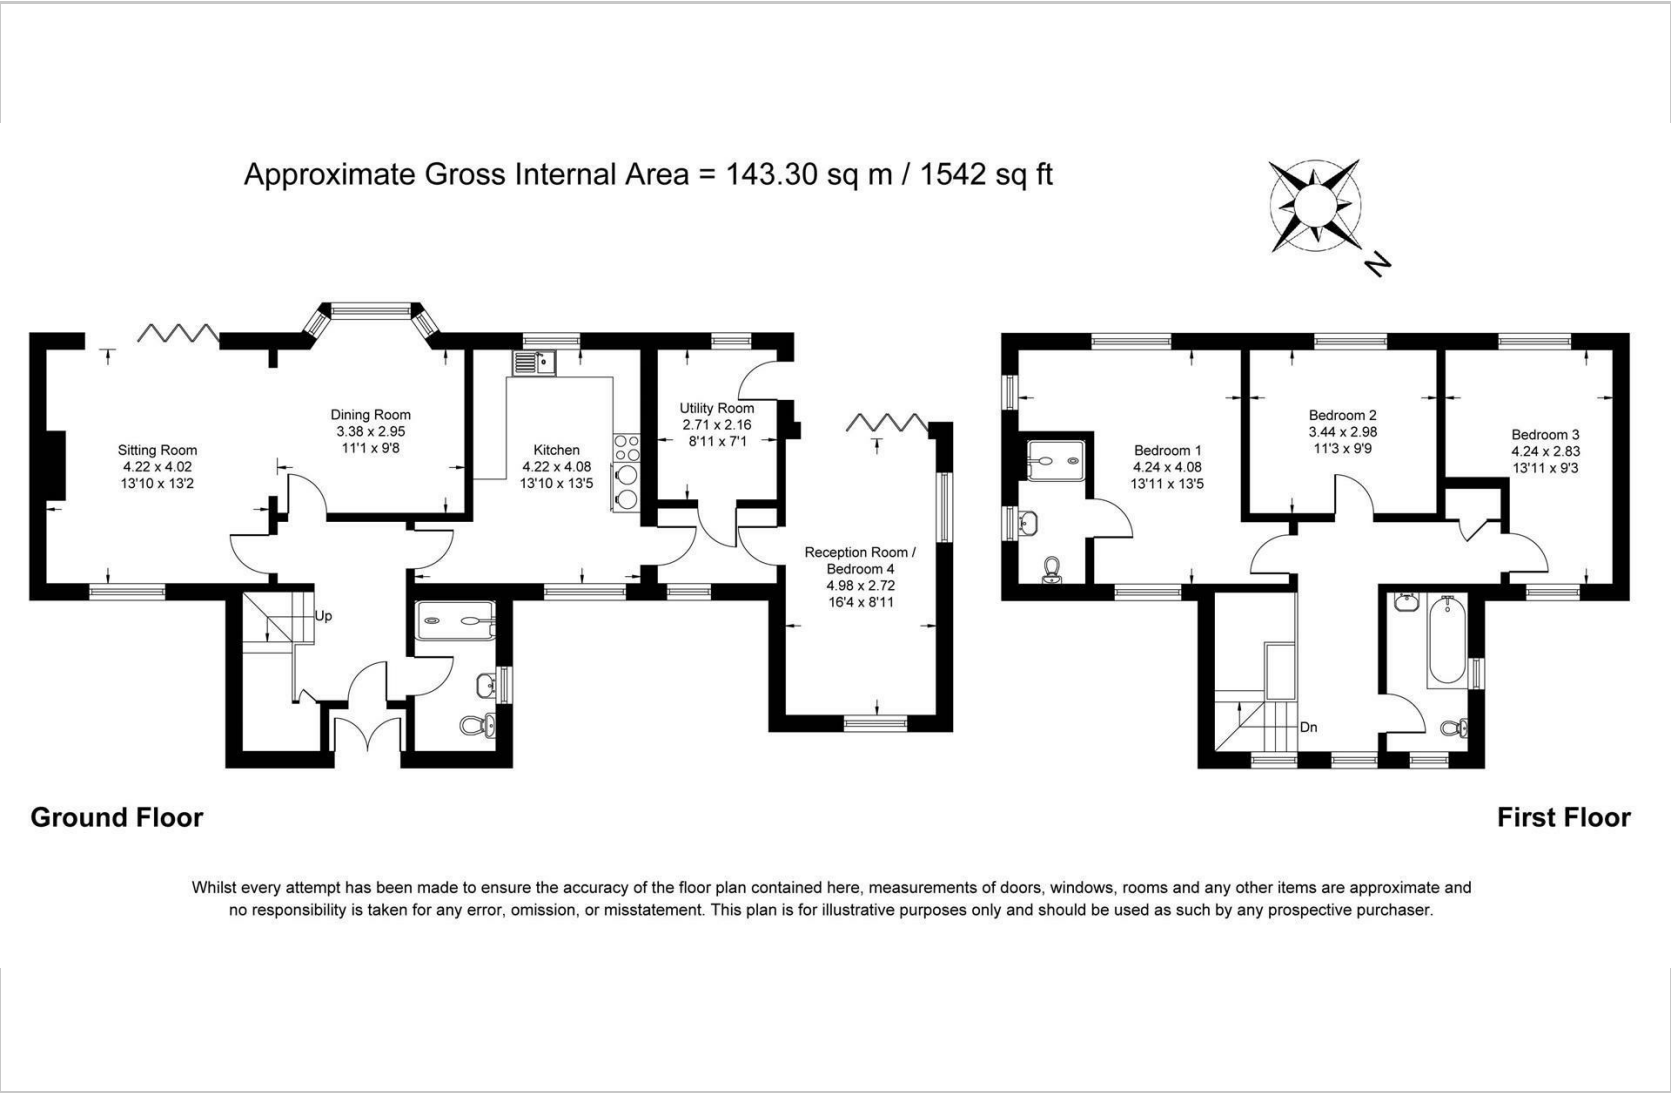 Approximate Gross Internal Area = 143.30 sq m / 1542 sq ft
N
Sitting Room
4.22 x 4.02
13'10 x 13'2
Dining Room
3.38 x 2.95
11'1 x 9'8
Kitchen
4.22 x 4.08
13'10 x 13'5
Utility Room
2.71 x 2.16
8'11 x 7'1
Reception Room /
Bedroom 4
4.98 x 2.72
16'4 x 8'11
Up
Bedroom 1
4.24 x 4.08
13'11 x 13'5
Bedroom 2
3.44 x 2.98
11'3 x 9'9
Bedroom 3
4.24 x 2.83
13'11 x 9'3
Dn
Ground Floor
First Floor
Whilst every attempt has been made to ensure the accuracy of the floor plan contained here, measurements of doors, windows, rooms and any other items are approximate and
no responsibility is taken for any error, omission, or misstatement. This plan is for illustrative purposes only and should be used as such by any prospective purchaser.